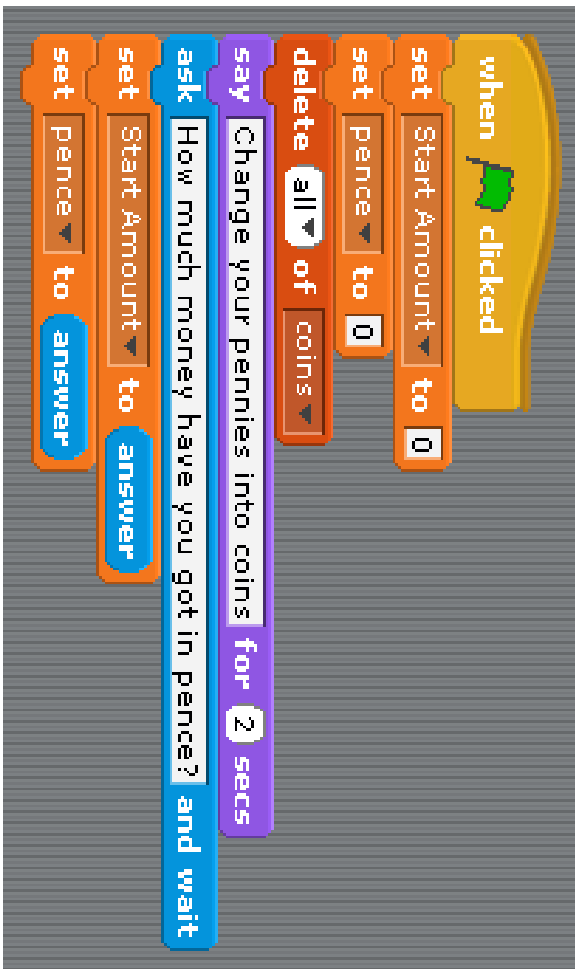 when clicked
set Start Amount to 0
set pence to 0
delete all of coins
say Change your pennies into coins for 2 secs
ask How much money have you got in pence? and wait
set Start Amount to answer
set pence to answer